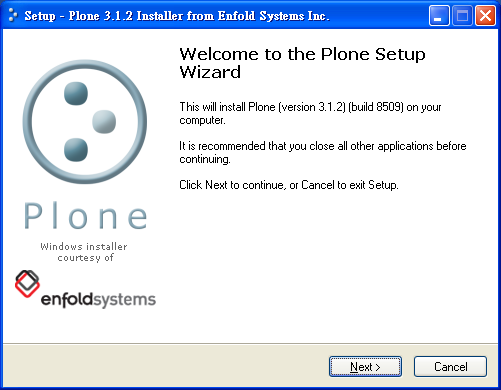 Setup - Plone 3.1.2 Installer from Enfold Systems Inc.
Welcome to the Plone Setup
Wizard
This will install Plone (version 3.1.2) (build 8509) on your
computer.
It is recommended that you close all other applications before
continuing.
Click Next to continue, or Cancel to exit Setup.
Plone
Windows installer
courtesy of
enfoldsystems
Next >
Cancel